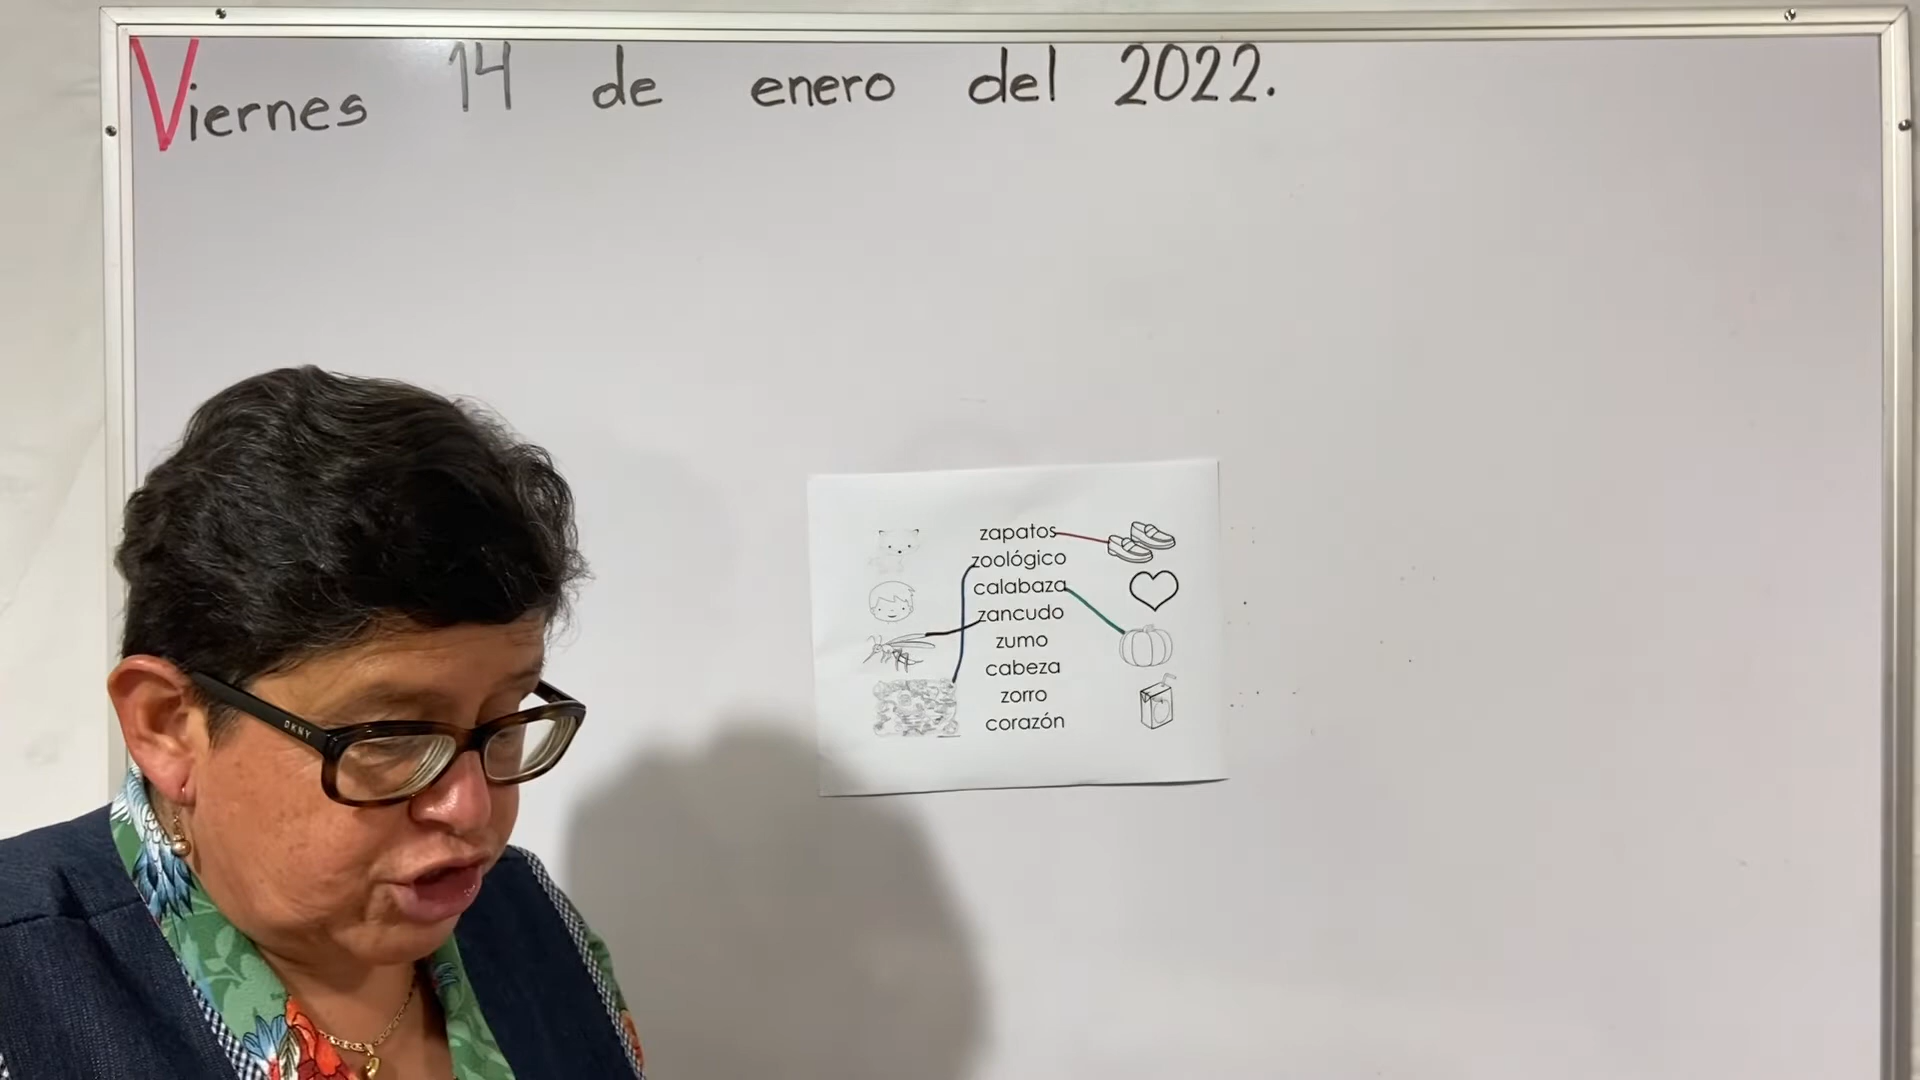 Viernes 14 de enero del 2022.
zapatos
zoológico
calabaza
zancudo
zumo
cabeza
zorro
corazón
DKNY